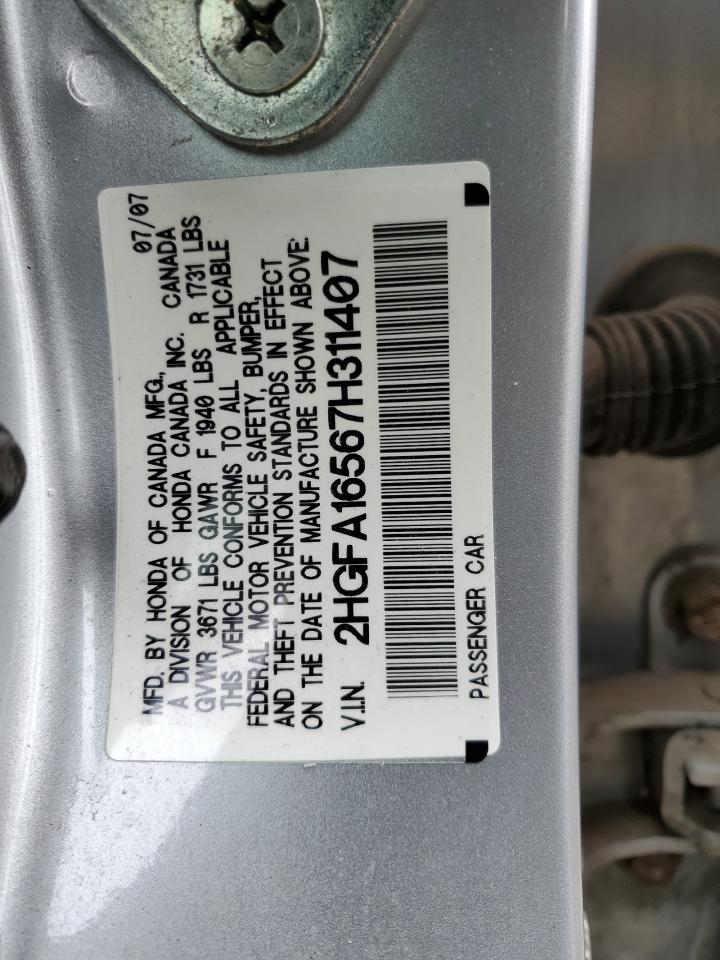 MFD. BY HONDA OF CANADA MFG., 07/07
A DIVISION OF HONDA CANADA INC. CANADA
GVWR 3671 LBS GAWR F 1940 LBS R 1731 LBS
THIS VEHICLE CONFORMS TO ALL APPLICABLE
FEDERAL MOTOR VEHICLE SAFETY, BUMPER,
AND THEFT PREVENTION STANDARDS IN EFFECT
ON THE DATE OF MANUFACTURE SHOWN ABOVE:
V.I.N. 2HGFA16567H311407
PASSENGER CAR